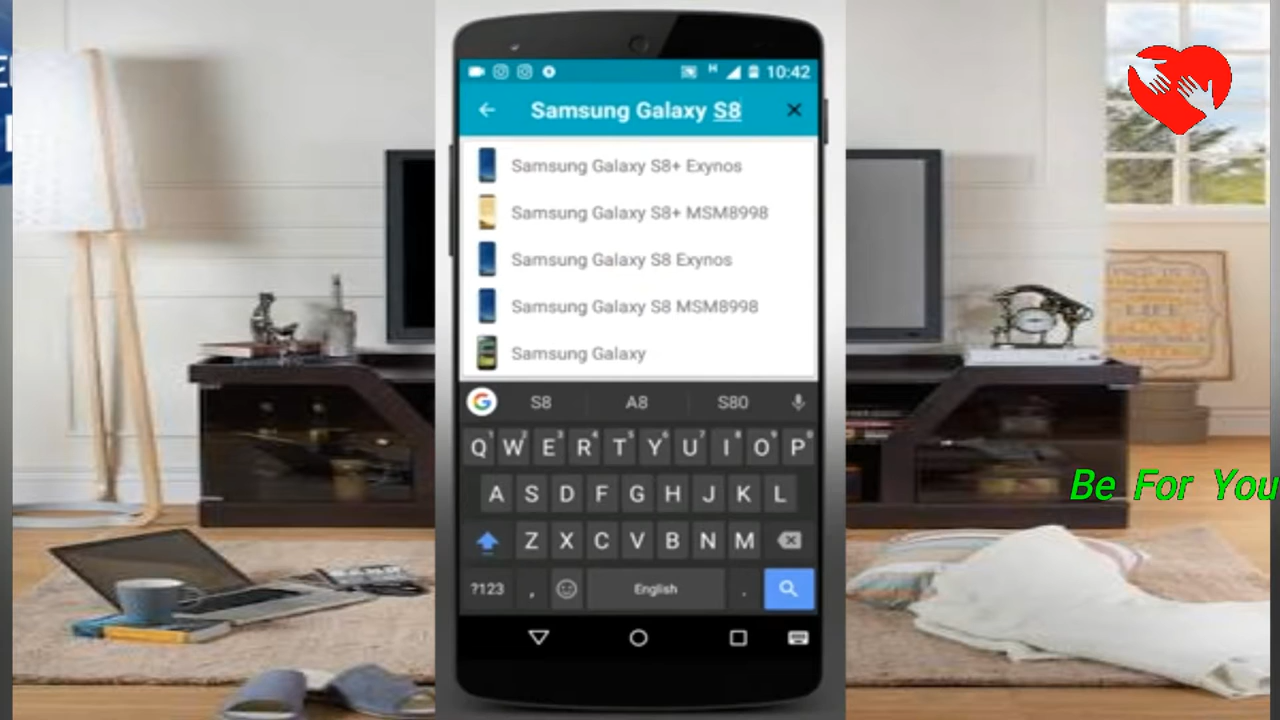 10:42
Samsung Galaxy S8
Samsung Galaxy S8+ Exynos
Samsung Galaxy S8+ MSM8998
Samsung Galaxy S8 Exynos
Samsung Galaxy S8 MSM8998
Samsung Galaxy
S8 A8 S80
Q W E R T Y U I O P
A S D F G H J K L
Z X C V B N M
?123 , English .
Be For You